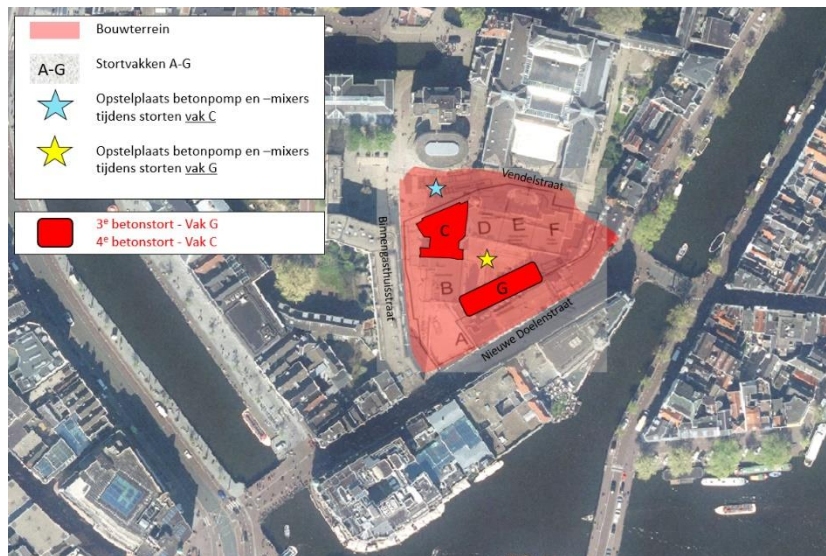 Bouwterrein
A-G
Stortvakken A-G
Opstelplaats betonpomp en –mixers
tijdens storten vak C
Opstelplaats betonpomp en –mixers
tijdens storten vak G
3e betonstort - Vak G
4e betonstort - Vak C
Vendelstraat
Binnengasthuisstraat
C
D
E
F
B
G
A
Nieuwe Doelenstraat